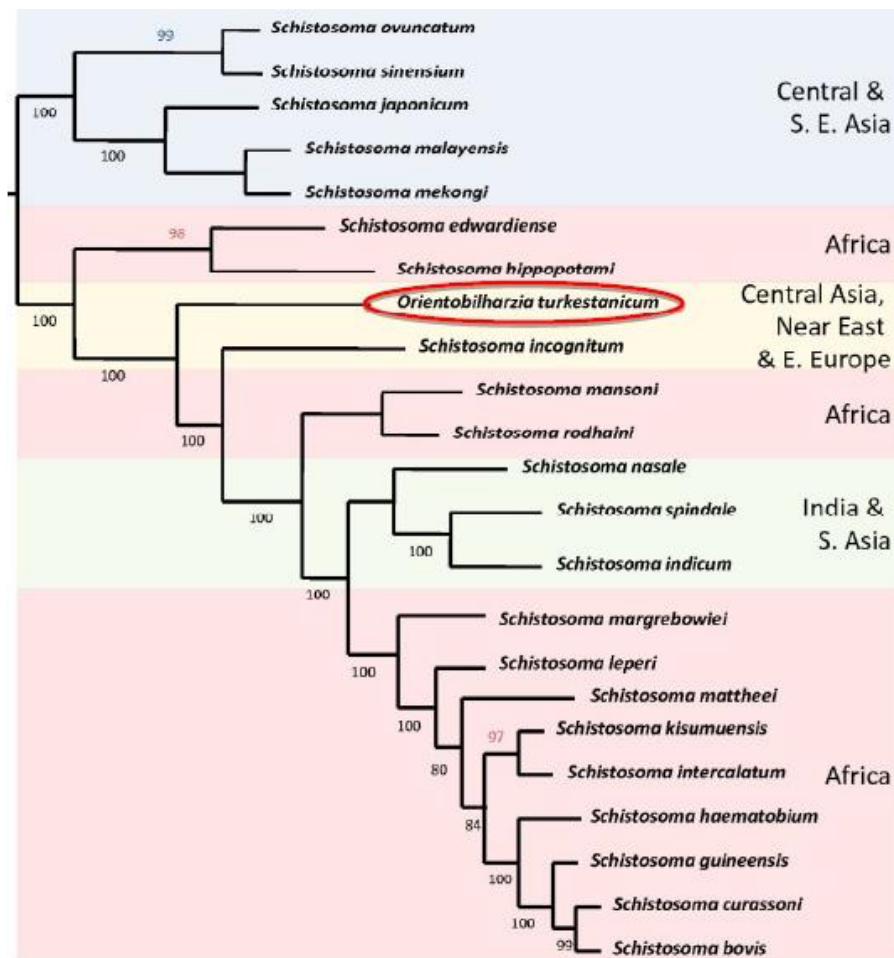 99
Schistosoma ovuncatum
Schistosoma sinensium
100
Schistosoma japonicum
100
Schistosoma malayensis
Schistosoma mekongi
Central &
S. E. Asia
98
Schistosoma edwardiense
Schistosoma hippopotami
Africa
100
Orientobilharzia turkestanicum
100
Schistosoma incognitum
Central Asia,
Near East
& E. Europe
100
Schistosoma mansoni
Schistosoma rodhaini
Africa
100
Schistosoma nasale
Schistosoma spindale
100
Schistosoma indicum
India &
S. Asia
100
Schistosoma margrebowiei
100
Schistosoma leperi
100
Schistosoma mattheei
80
97
Schistosoma kisumuensis
Schistosoma intercalatum
Africa
84
Schistosoma haematobium
100
Schistosoma guineensis
100
Schistosoma curassoni
99
Schistosoma bovis